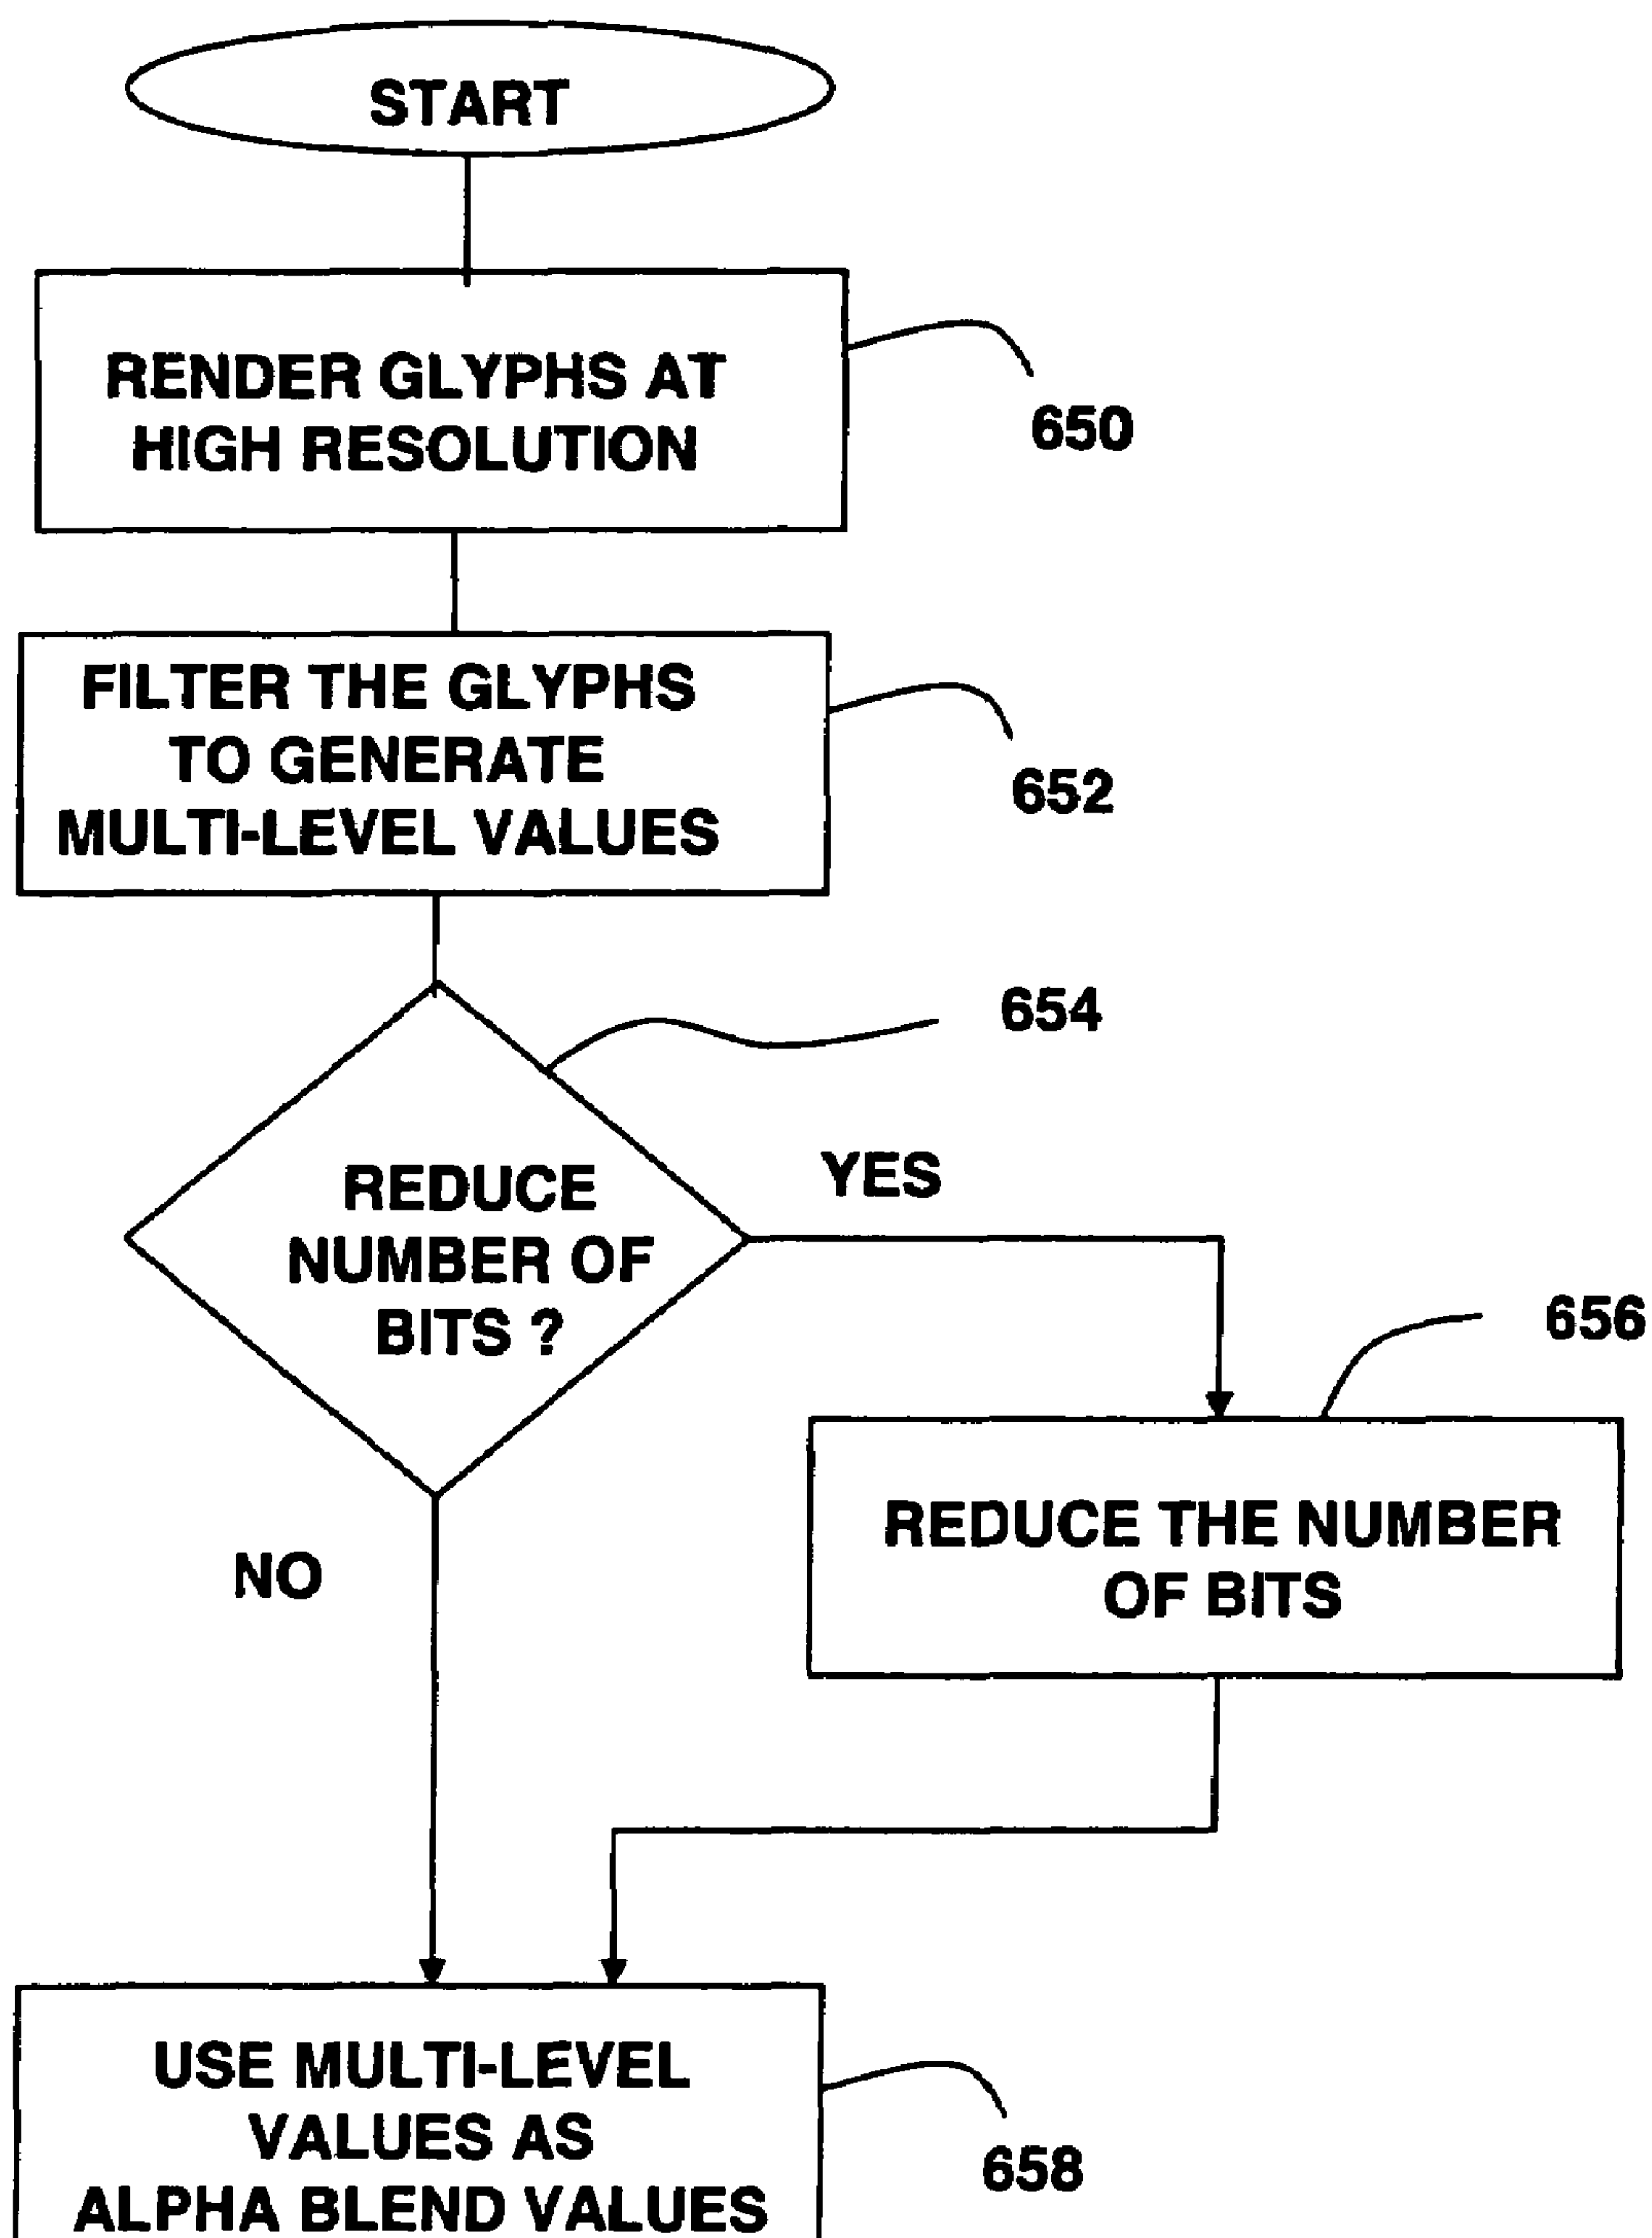 START
RENDER GLYPHS AT
HIGH RESOLUTION
650
FILTER THE GLYPHS
TO GENERATE
MULTI-LEVEL VALUES
652
654
REDUCE
NUMBER OF
BITS ?
YES
656
REDUCE THE NUMBER
OF BITS
NO
USE MULTI-LEVEL
VALUES AS
ALPHA BLEND VALUES
658